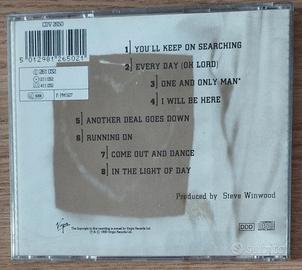 CDV 2650
5 012981 265021
1 YOU'LL KEEP ON SEARCHING
2 EVERY DAY (OH LORD)
3 ONE AND ONLY MAN*
4 I WILL BE HERE
5 ANOTHER DEAL GOES DOWN
6 RUNNING ON
7 COME OUT AND DANCE
8 IN THE LIGHT OF DAY
Produced by Steve Winwood
Virgin
DDD
subito